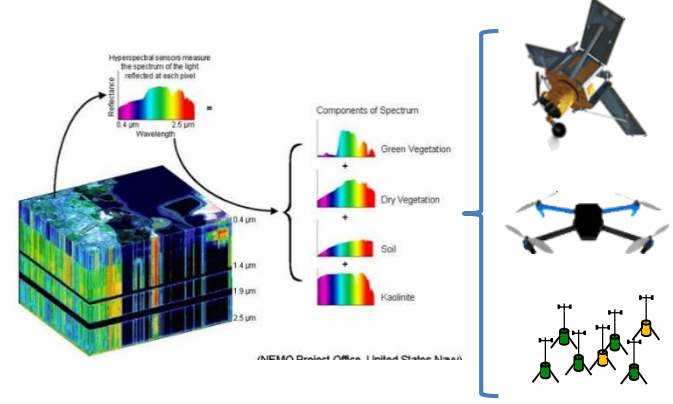 Hyperspectral sensors measure
the spectrum of the light
reflected at each pixel
Reflectance
=
0.4 µm 2.5 µm
Wavelength
Components of Spectrum
Green Vegetation
+
Dry Vegetation
+
Soil
+
Kaolinite
0.4 µm
1.4 µm
1.9 µm
2.5 µm
(NEMO Project Office, United States Navy)